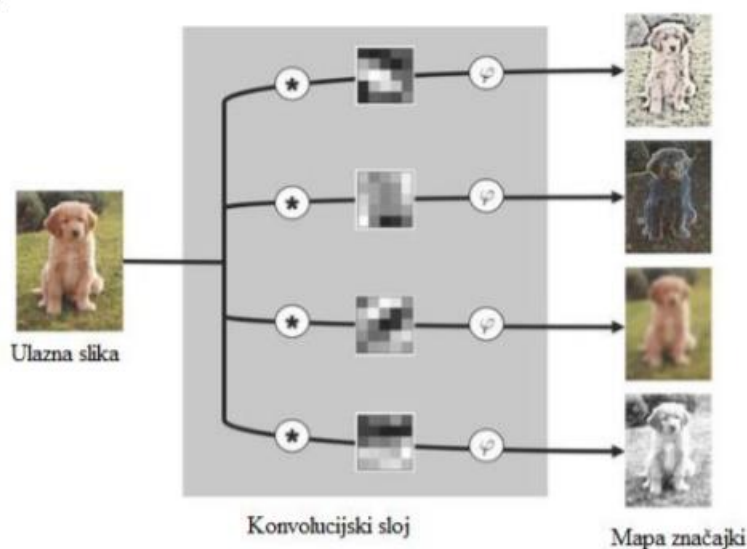 *
φ
*
φ
Ulazna slika
*
φ
*
φ
Konvolucijski sloj
Mapa značajki